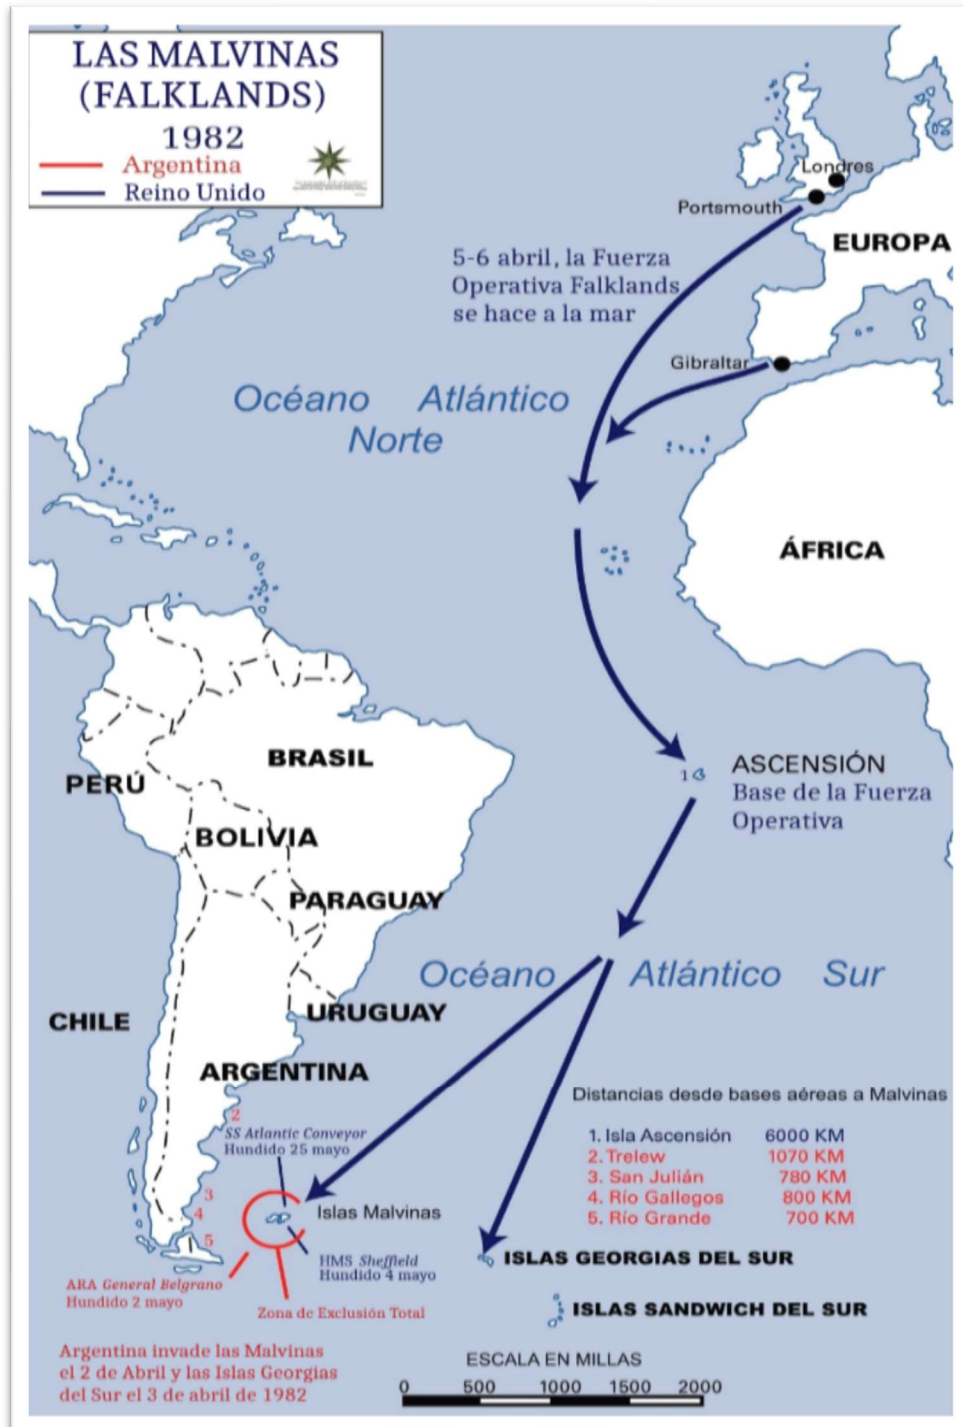 LAS MALVINAS
(FALKLANDS)
1982
Argentina
Reino Unido
Londres
Portsmouth
EUROPA
5-6 abril, la Fuerza
Operativa Falklands
se hace a la mar
Gibraltar
Océano Atlántico
Norte
ÁFRICA
BRASIL
PERÚ
1
ASCENSIÓN
Base de la Fuerza
Operativa
BOLIVIA
PARAGUAY
Océano Atlántico Sur
URUGUAY
CHILE
ARGENTINA
Distancias desde bases aéreas a Malvinas
1. Isla Ascensión 6000 KM
2. Trelew 1070 KM
3. San Julián 780 KM
4. Río Gallegos 800 KM
5. Río Grande 700 KM
2
SS Atlantic Conveyor
Hundido 25 mayo
3
4
5
Islas Malvinas
HMS Sheffield
Hundido 4 mayo
ISLAS GEORGIAS DEL SUR
ARA General Belgrano
Hundido 2 mayo
Zona de Exclusión Total
ISLAS SANDWICH DEL SUR
Argentina invade las Malvinas
el 2 de Abril y las Islas Georgias
del Sur el 3 de abril de 1982
ESCALA EN MILLAS
0 500 1000 1500 2000